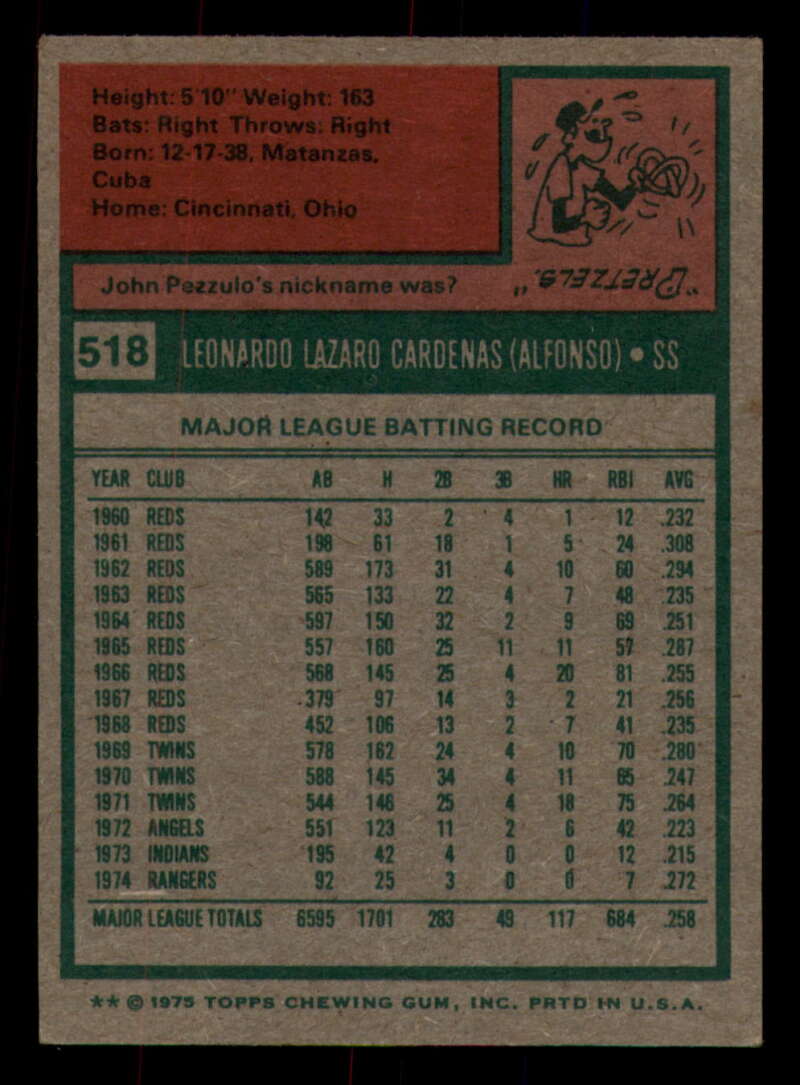 Height: 5'10" Weight: 163
Bats: Right Throws: Right
Born: 12-17-38, Matanzas,
Cuba
Home: Cincinnati, Ohio
John Pezzulo's nickname was?
"PRETZELS."
518 LEONARDO LAZARO CARDENAS (ALFONSO) • SS
MAJOR LEAGUE BATTING RECORD
YEAR CLUB AB H 2B 3B HR RBI AVG
1960 REDS 142 33 2 4 1 12 .232
1961 REDS 198 61 18 1 5 24 .308
1962 REDS 589 173 31 4 10 60 .294
1963 REDS 565 133 22 4 7 48 .235
1964 REDS 597 150 32 2 9 69 .251
1965 REDS 557 160 25 11 11 57 .287
1966 REDS 568 145 25 4 20 81 .255
1967 REDS 379 97 14 3 2 21 .256
1968 REDS 452 106 13 2 7 41 .235
1969 TWINS 578 162 24 4 10 70 .280
1970 TWINS 588 145 34 4 11 65 .247
1971 TWINS 544 146 25 4 18 75 .264
1972 ANGELS 551 123 11 2 6 42 .223
1973 INDIANS 195 42 4 0 0 12 .215
1974 RANGERS 92 25 3 0 0 7 .272
MAJOR LEAGUE TOTALS 6595 1701 283 49 117 684 .258
** © 1975 TOPPS CHEWING GUM, INC. PRTD IN U.S.A.